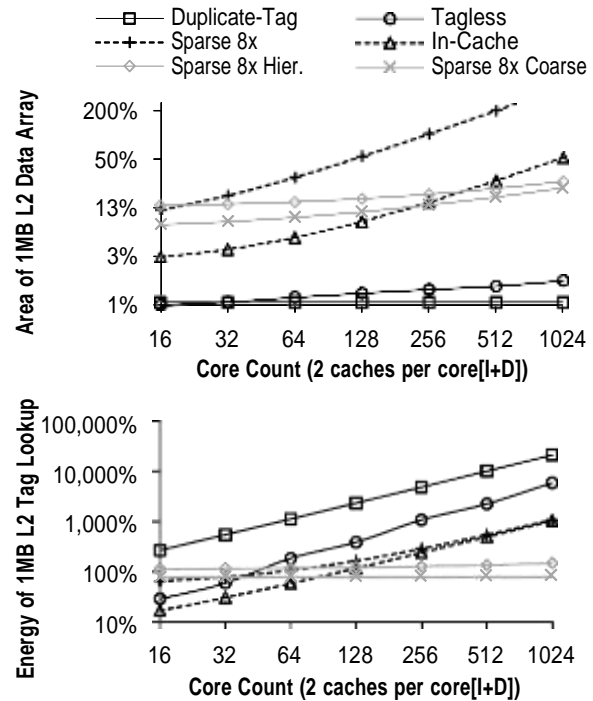 Duplicate-Tag Tagless
Sparse 8x In-Cache
Sparse 8x Hier. Sparse 8x Coarse
Area of 1MB L2 Data Array
200%
50%
13%
3%
1%
16 32 64 128 256 512 1024
Core Count (2 caches per core[I+D])
Energy of 1MB L2 Tag Lookup
100,000%
10,000%
1,000%
100%
10%
16 32 64 128 256 512 1024
Core Count (2 caches per core[I+D])